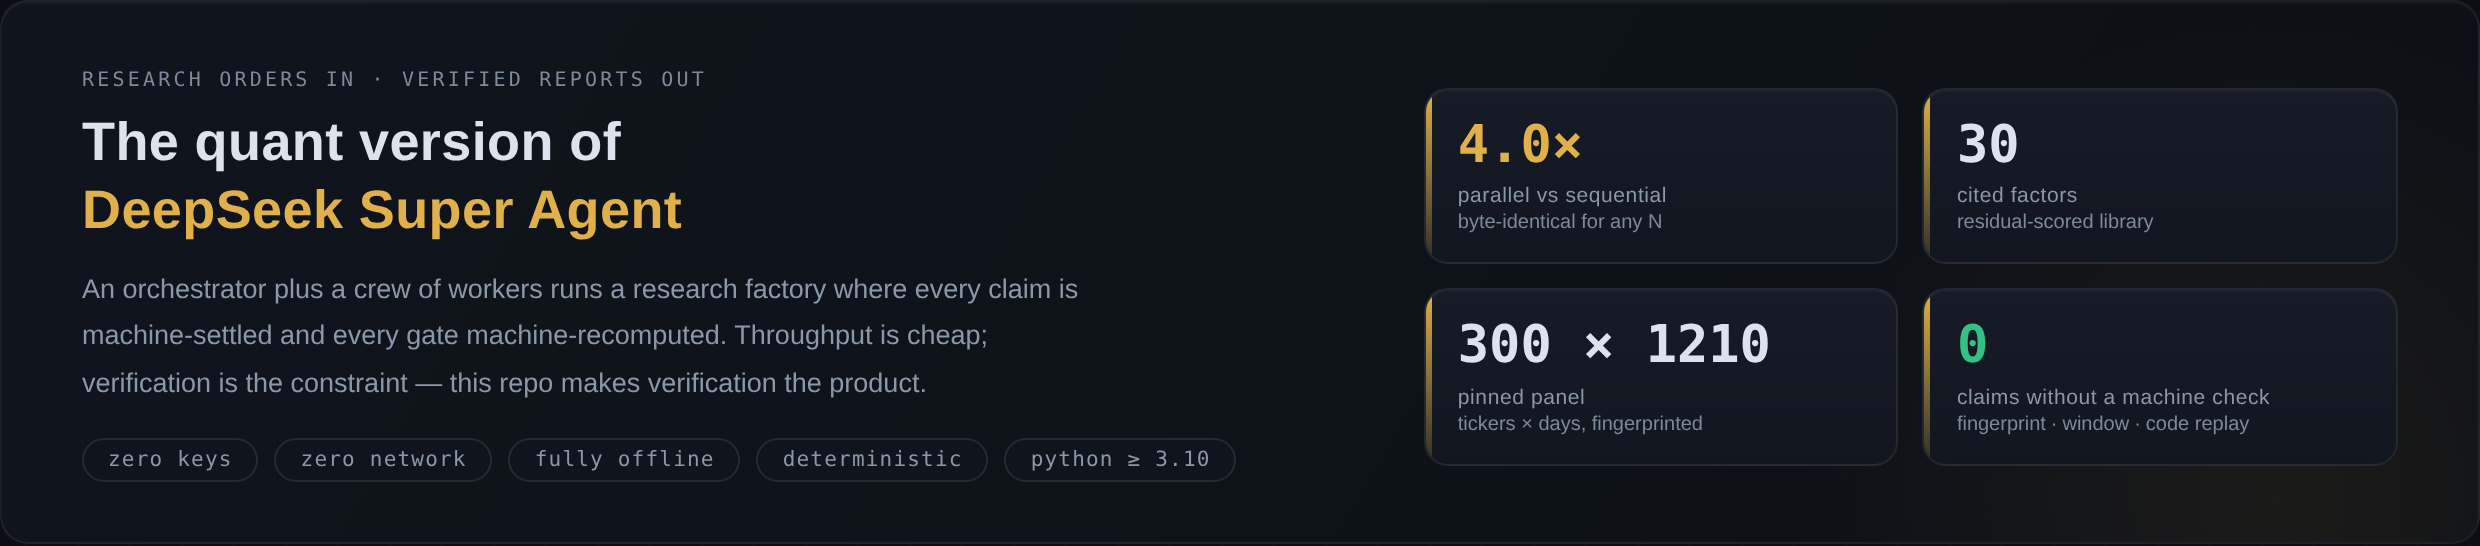 RESEARCH ORDERS IN · VERIFIED REPORTS OUT
The quant version of
DeepSeek Super Agent
An orchestrator plus a crew of workers runs a research factory where every claim is
machine-settled and every gate machine-recomputed. Throughput is cheap;
verification is the constraint — this repo makes verification the product.
zero keys
zero network
fully offline
deterministic
python ≥ 3.10
4.0×
parallel vs sequential
byte-identical for any N
30
cited factors
residual-scored library
300 × 1210
pinned panel
tickers × days, fingerprinted
0
claims without a machine check
fingerprint · window · code replay